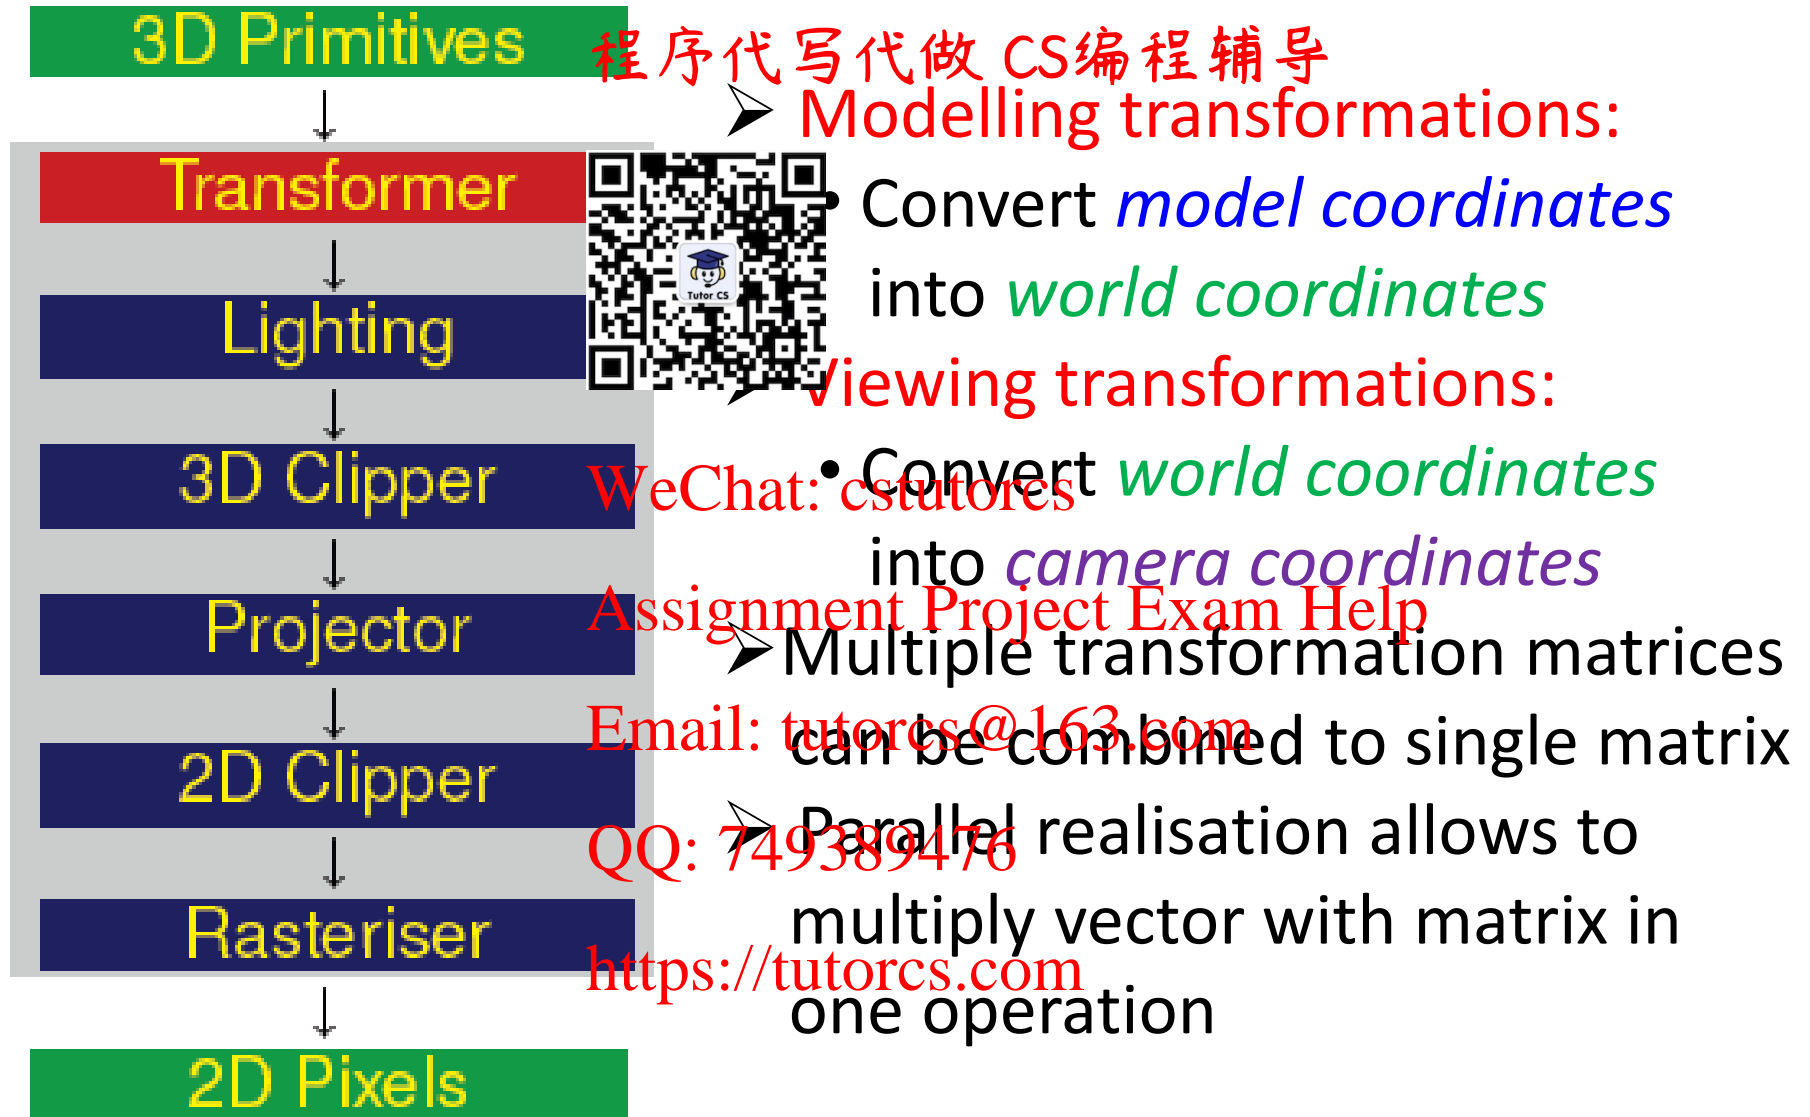 3D Primitives
Transformer
Lighting
3D Clipper
Projector
2D Clipper
Rasteriser
2D Pixels
程序代写代做 CS编程辅导
Modelling transformations:
Tutor CS
• Convert model coordinates
into world coordinates
Viewing transformations:
• Convert world coordinates
WeChat: cstutorcs
into camera coordinates
Assignment Project Exam Help
Multiple transformation matrices
Email: tutorcs@163.com
can be combined to single matrix
Parallel realisation allows to
QQ: 749389476
multiply vector with matrix in
https://tutorcs.com
one operation